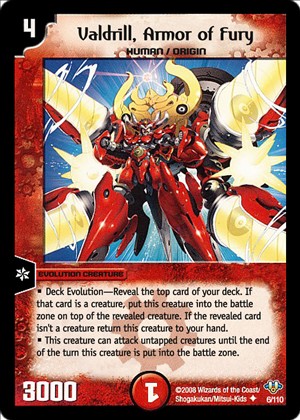 4
Valdrill, Armor of Fury
HUMAN / ORIGIN
EVOLUTION CREATURE
■ Deck Evolution—Reveal the top card of your deck. If
that card is a creature, put this creature into the battle
zone on top of the revealed creature. If the revealed card
isn't a creature return this creature to your hand.
■ This creature can attack untapped creatures until the
end of the turn this creature is put into the battle zone.
3000
1
©2008 Wizards of the Coast/
Shogakukan/Mitsui-Kids
6/110